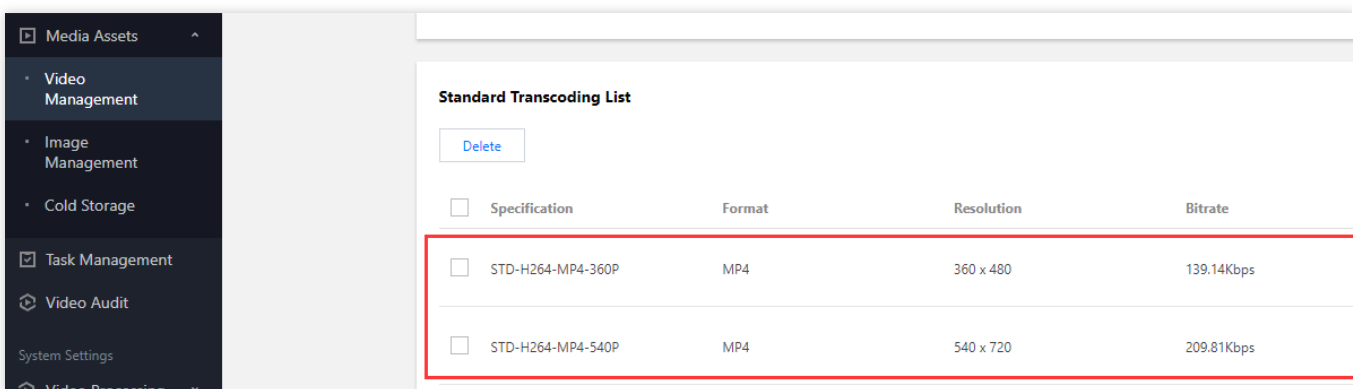 Media Assets
Video
Management
Image
Management
Cold Storage
Task Management
Video Audit
System Settings
Video Processing
Standard Transcoding List
Delete
Specification Format Resolution Bitrate
STD-H264-MP4-360P MP4 360 x 480 139.14Kbps
STD-H264-MP4-540P MP4 540 x 720 209.81Kbps